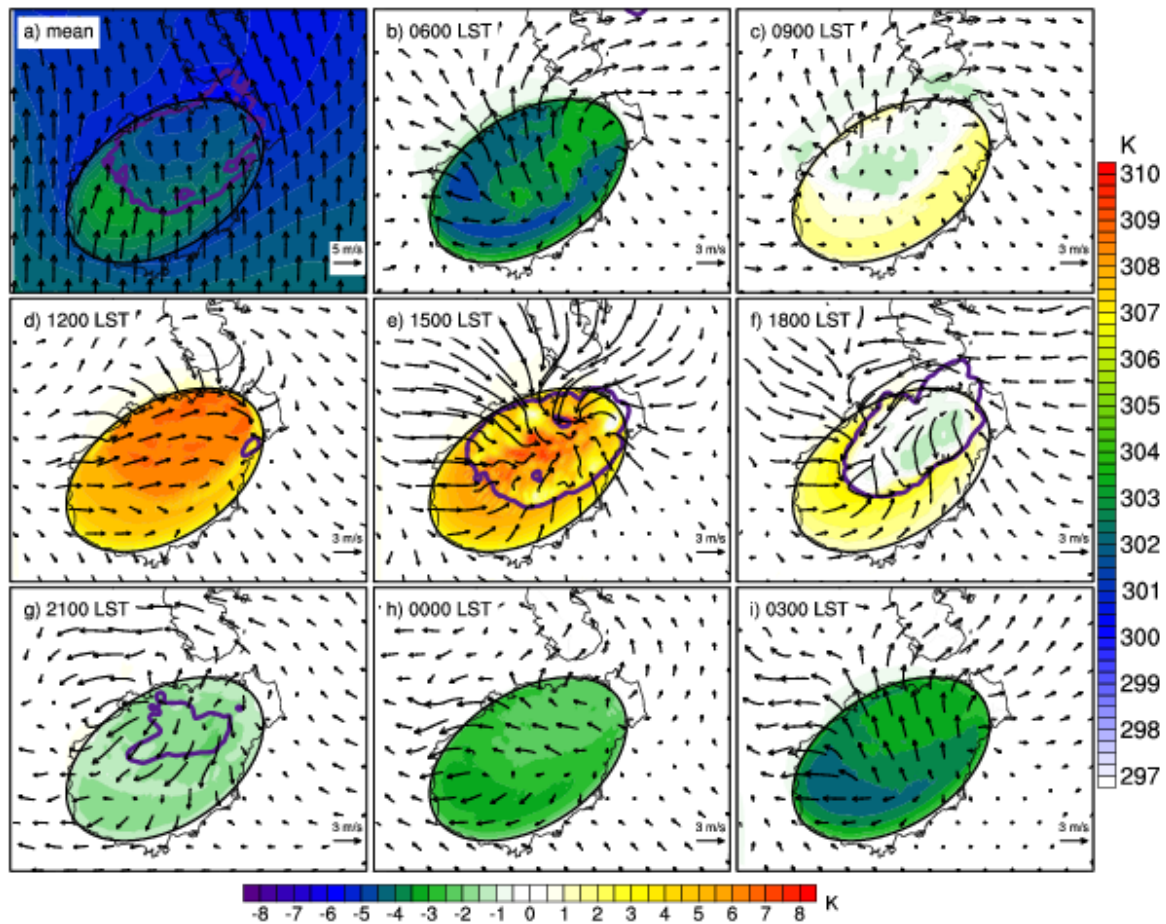 a) mean
b) 0600 LST
c) 0900 LST
5 m/s
3 m/s
3 m/s
d) 1200 LST
e) 1500 LST
f) 1800 LST
3 m/s
3 m/s
3 m/s
g) 2100 LST
h) 0000 LST
i) 0300 LST
3 m/s
3 m/s
3 m/s
K
310
309
308
307
306
305
304
303
302
301
300
299
298
297
-8 -7 -6 -5 -4 -3 -2 -1 0 1 2 3 4 5 6 7 8 K